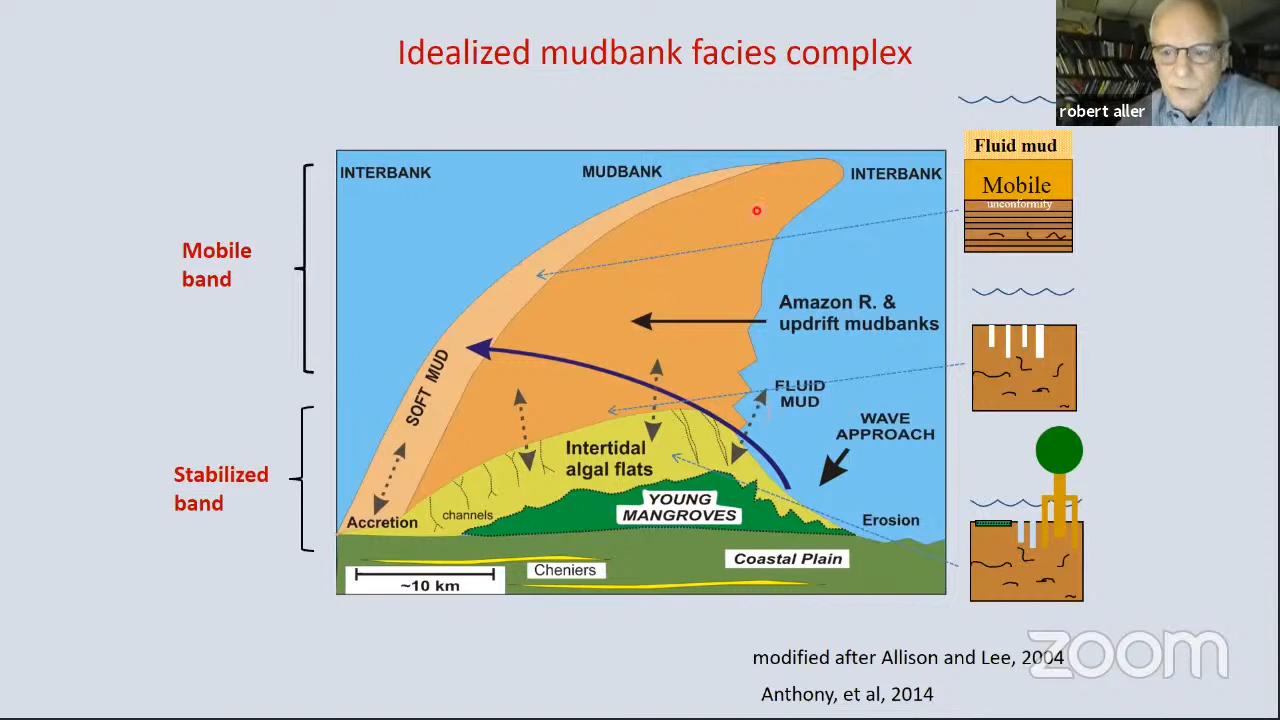 Idealized mudbank facies complex
robert aller
INTERBANK
MUDBANK
INTERBANK
Fluid mud
Mobile
unconformity
Mobile
band
Amazon R. &
updrift mudbanks
SOFT MUD
FLUID
MUD
WAVE
APPROACH
Stabilized
band
Intertidal
algal flats
YOUNG
MANGROVES
channels
Accretion
Erosion
Coastal Plain
Cheniers
~10 km
zoom
modified after Allison and Lee, 2004
Anthony, et al, 2014